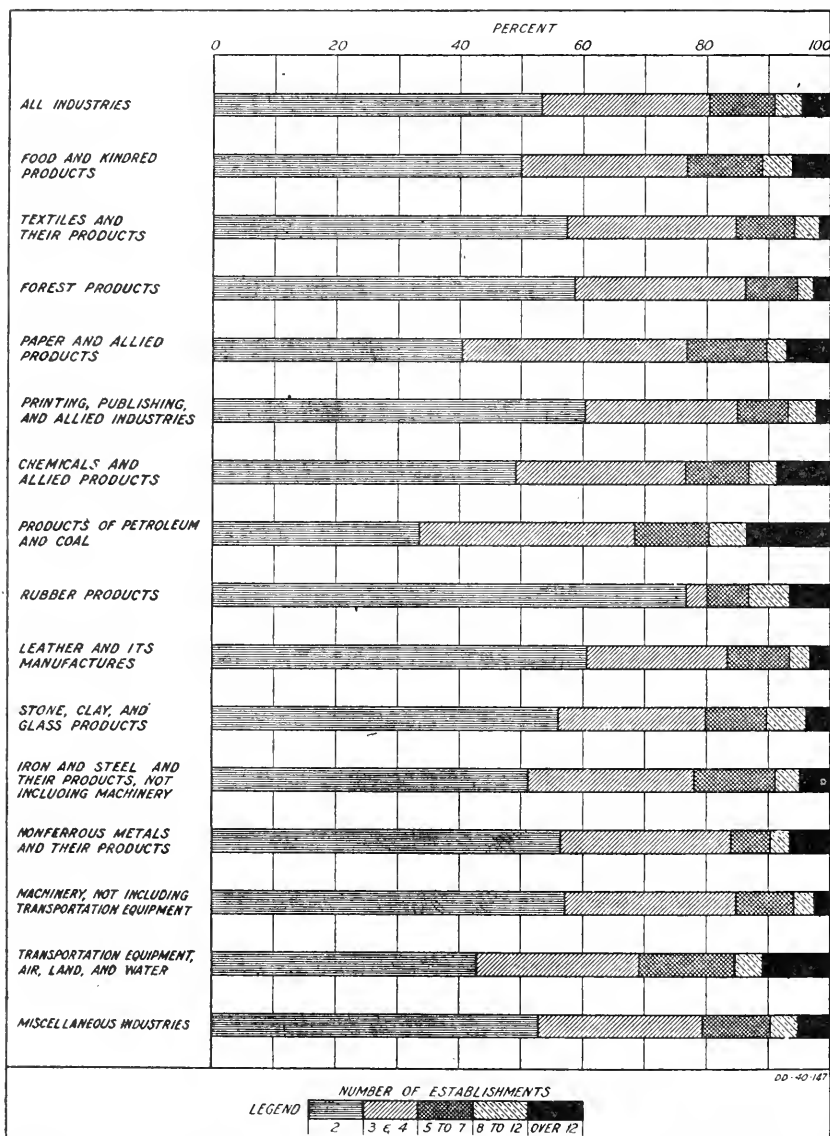 PERCENT
0 20 40 60 80 100
ALL INDUSTRIES
FOOD AND KINDRED
PRODUCTS
TEXTILES AND
THEIR PRODUCTS
FOREST PRODUCTS
PAPER AND ALLIED
PRODUCTS
PRINTING, PUBLISHING,
AND ALLIED INDUSTRIES
CHEMICALS AND
ALLIED PRODUCTS
PRODUCTS OF PETROLEUM
AND COAL
RUBBER PRODUCTS
LEATHER AND ITS
MANUFACTURES
STONE, CLAY, AND
GLASS PRODUCTS
IRON AND STEEL AND
THEIR PRODUCTS, NOT
INCLUDING MACHINERY
NONFERROUS METALS
AND THEIR PRODUCTS
MACHINERY, NOT INCLUDING
TRANSPORTATION EQUIPMENT
TRANSPORTATION EQUIPMENT,
AIR, LAND, AND WATER
MISCELLANEOUS INDUSTRIES
DD-40-147
NUMBER OF ESTABLISHMENTS
LEGEND
2 3 & 4 5 TO 7 8 TO 12 OVER 12